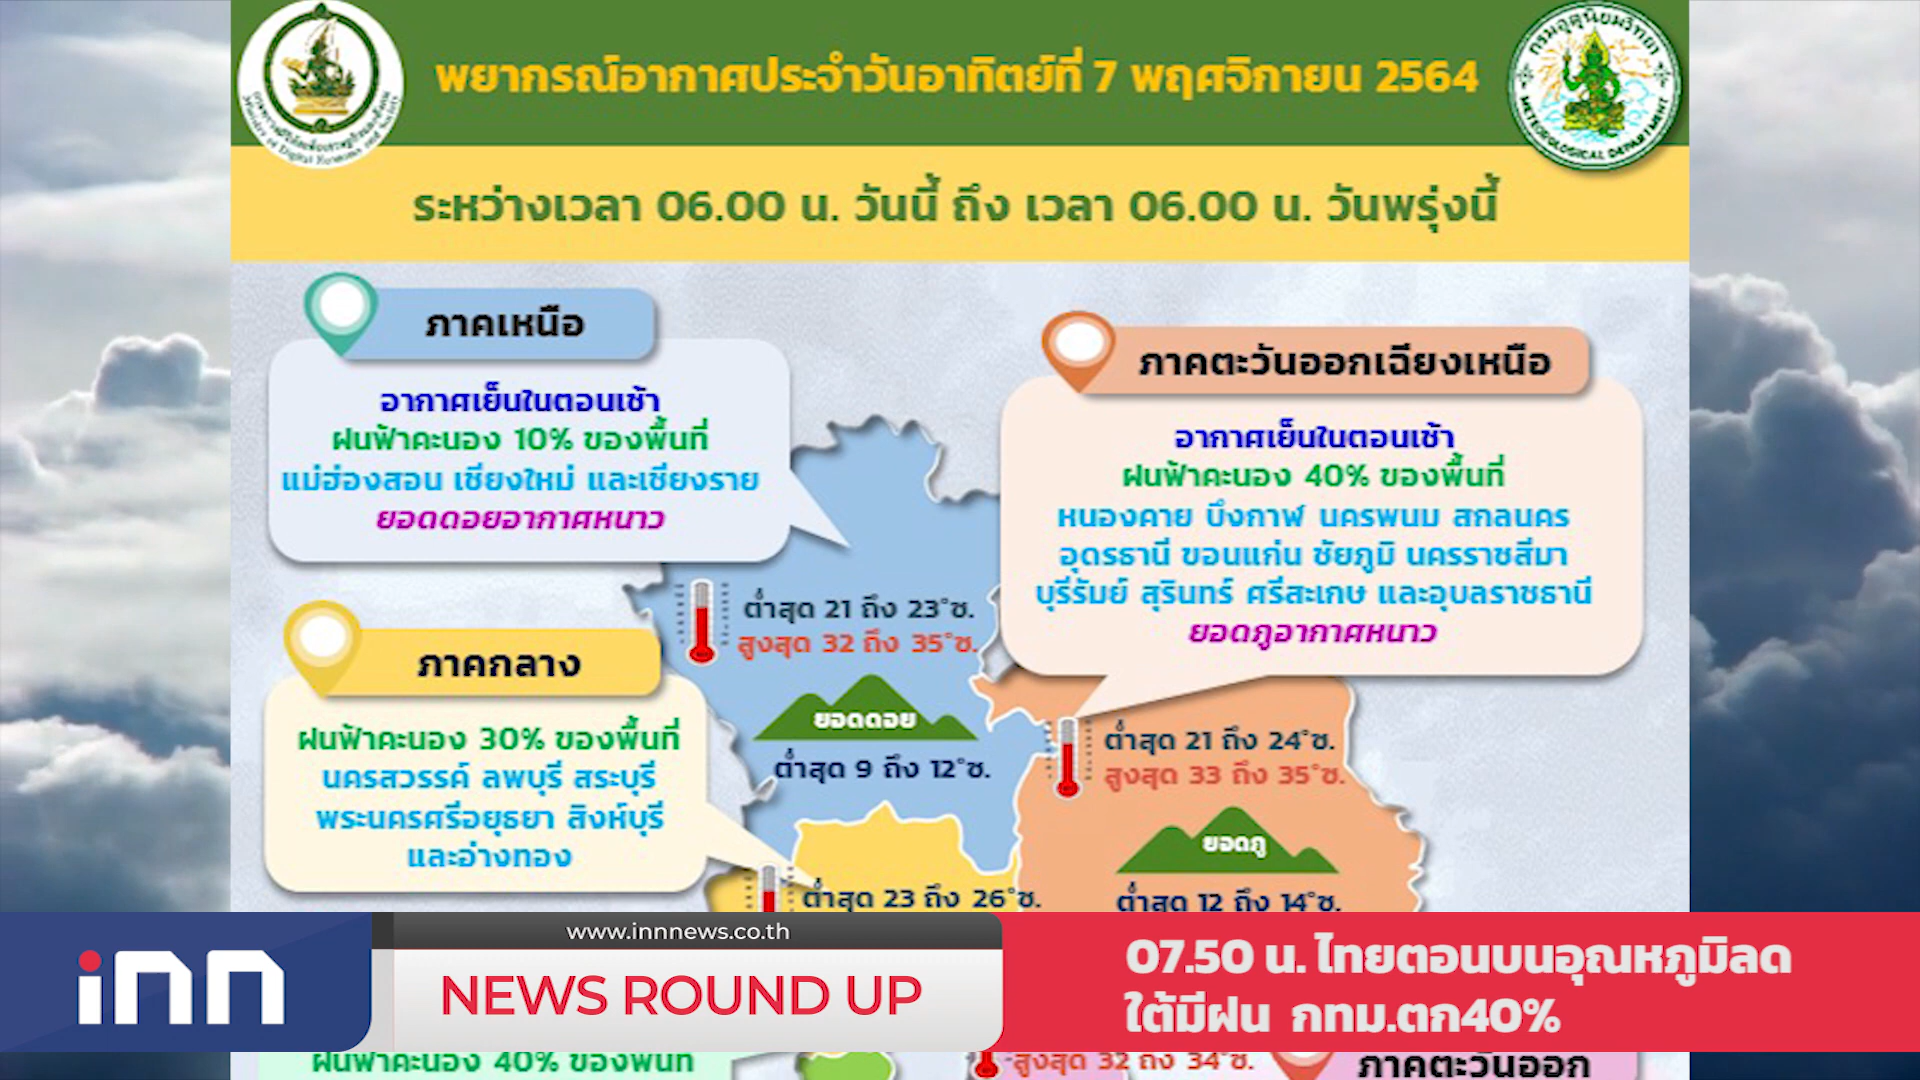 พยากรณ์อากาศประจำวันอาทิตย์ที่ 7 พฤศจิกายน 2564
กรมอุตุนิยมวิทยา
METEOROLOGICAL DEPARTMENT
Ministry of Digital Economy and Society
ระหว่างเวลา 06.00 น. วันนี้ ถึง เวลา 06.00 น. วันพรุ่งนี้
ภาคเหนือ
อากาศเย็นในตอนเช้า
ฝนฟ้าคะนอง 10% ของพื้นที่
แม่ฮ่องสอน เชียงใหม่ และเชียงราย
ยอดดอยอากาศหนาว
ต่ำสุด 21 ถึง 23°ซ.
สูงสุด 32 ถึง 35°ซ.
ยอดดอย
ต่ำสุด 9 ถึง 12°ซ.
ภาคตะวันออกเฉียงเหนือ
อากาศเย็นในตอนเช้า
ฝนฟ้าคะนอง 40% ของพื้นที่
หนองคาย บึงกาฬ นครพนม สกลนคร
อุดรธานี ขอนแก่น ชัยภูมิ นครราชสีมา
บุรีรัมย์ สุรินทร์ ศรีสะเกษ และอุบลราชธานี
ยอดภูอากาศหนาว
ต่ำสุด 21 ถึง 24°ซ.
สูงสุด 33 ถึง 35°ซ.
ยอดภู
ต่ำสุด 12 ถึง 14°ซ.
ภาคกลาง
ฝนฟ้าคะนอง 30% ของพื้นที่
นครสวรรค์ ลพบุรี สระบุรี
พระนครศรีอยุธยา สิงห์บุรี
และอ่างทอง
ต่ำสุด 23 ถึง 26°ซ.
inn
www.innnews.co.th
NEWS ROUND UP
07.50 น. ไทยตอนบนอุณหภูมิลด
ใต้มีฝน กทม.ตก40%
ฝนฟ้าคะนอง 40% ของพื้นที่
สูงสุด 32 ถึง 34°ซ.
ภาคตะวันออก